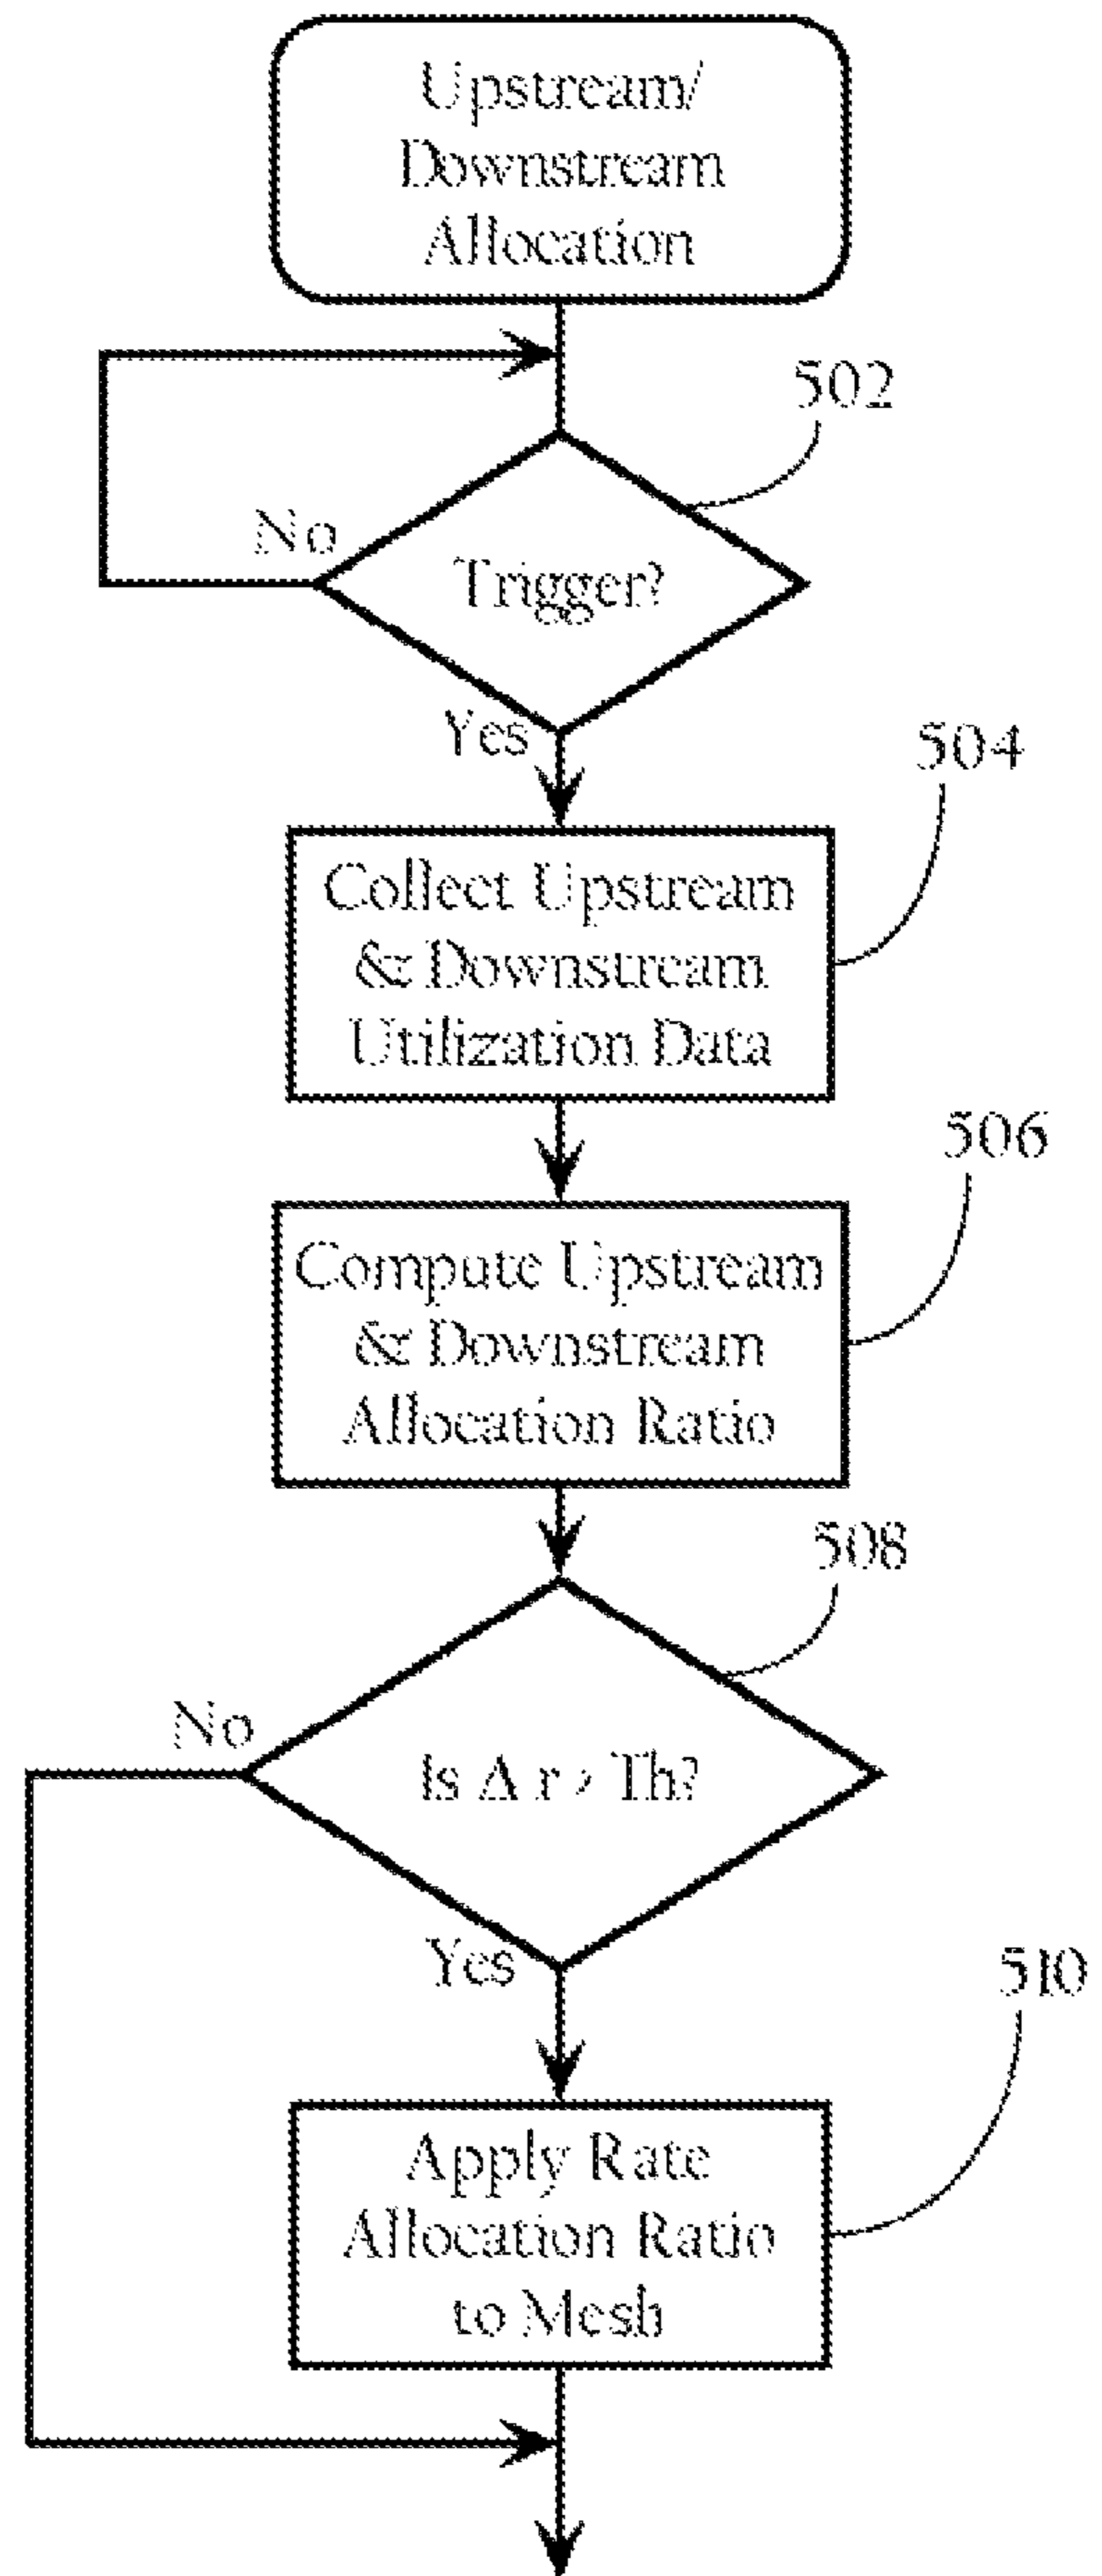 Upstream/
Downstream
Allocation
502
No
Trigger?
Yes
504
Collect Upstream
& Downstream
Utilization Data
506
Compute Upstream
& Downstream
Allocation Ratio
508
No
Is Δ r > Th?
Yes
510
Apply Rate
Allocation Ratio
to Mesh